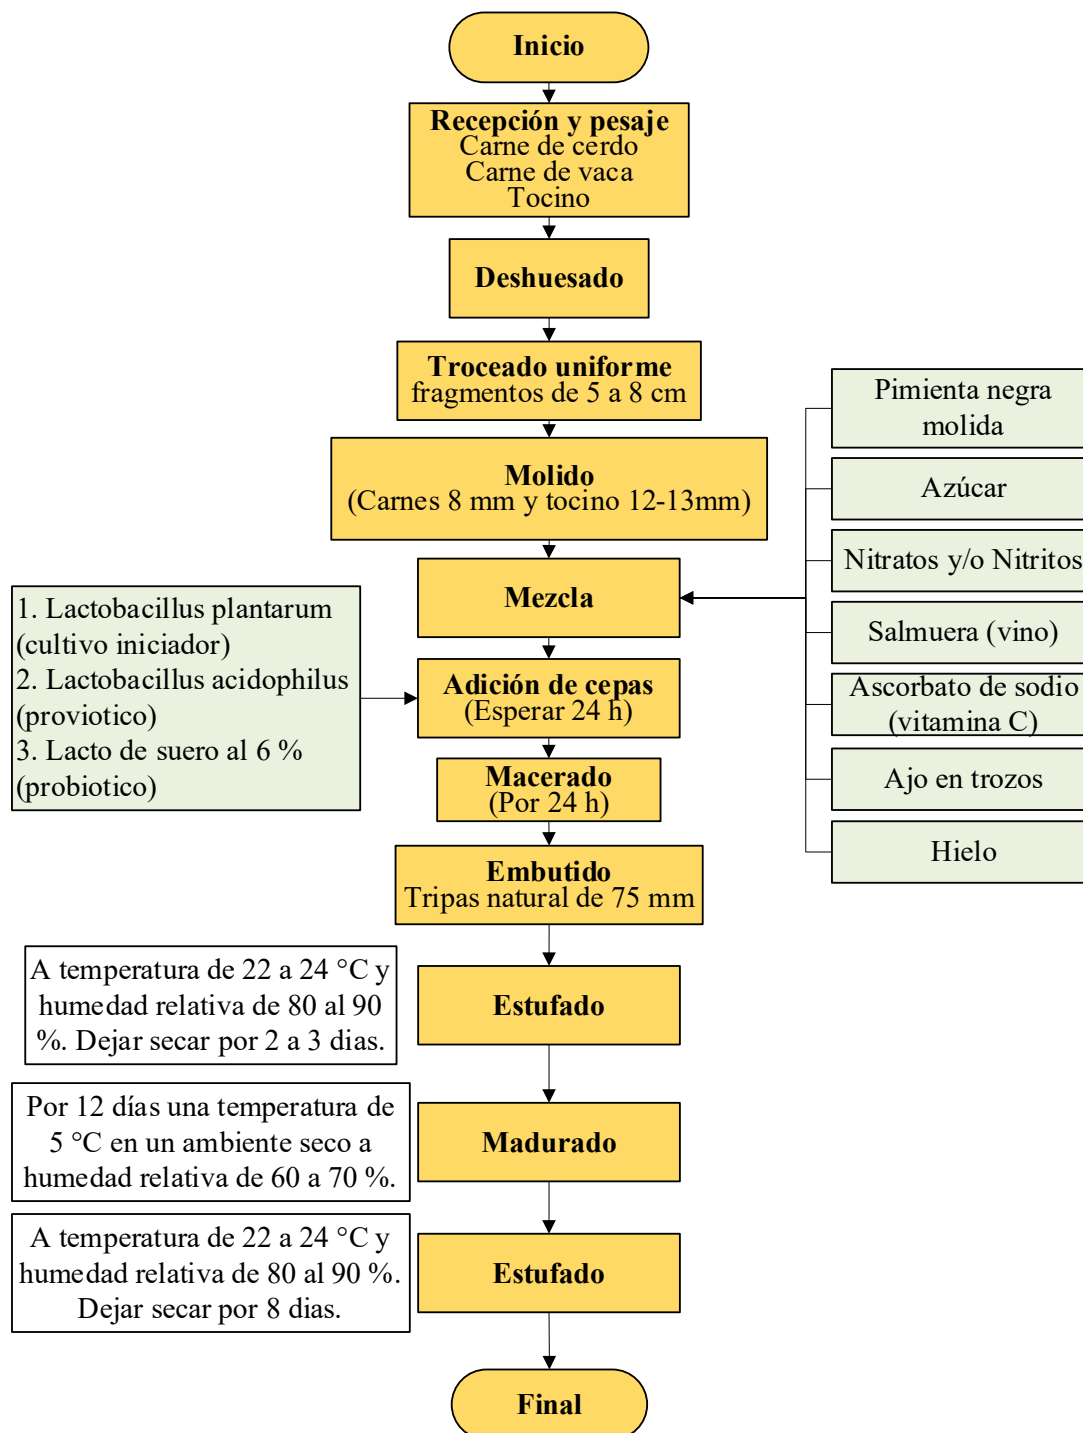 Inicio
Recepción y pesaje
Carne de cerdo
Carne de vaca
Tocino
Deshuesado
Troceado uniforme
fragmentos de 5 a 8 cm
Molido
(Carnes 8 mm y tocino 12-13mm)
Mezcla
Pimienta negra
molida
Azúcar
Nitratos y/o Nitritos
Salmuera (vino)
Ascorbato de sodio
(vitamina C)
Ajo en trozos
Hielo
1. Lactobacillus plantarum
(cultivo iniciador)
2. Lactobacillus acidophilus
(proviotico)
3. Lacto de suero al 6 %
(probiotico)
Adición de cepas
(Esperar 24 h)
Macerado
(Por 24 h)
Embutido
Tripas natural de 75 mm
A temperatura de 22 a 24 °C y
humedad relativa de 80 al 90
%. Dejar secar por 2 a 3 dias.
Estufado
Por 12 días una temperatura de
5 °C en un ambiente seco a
humedad relativa de 60 a 70 %.
Madurado
A temperatura de 22 a 24 °C y
humedad relativa de 80 al 90 %.
Dejar secar por 8 dias.
Estufado
Final